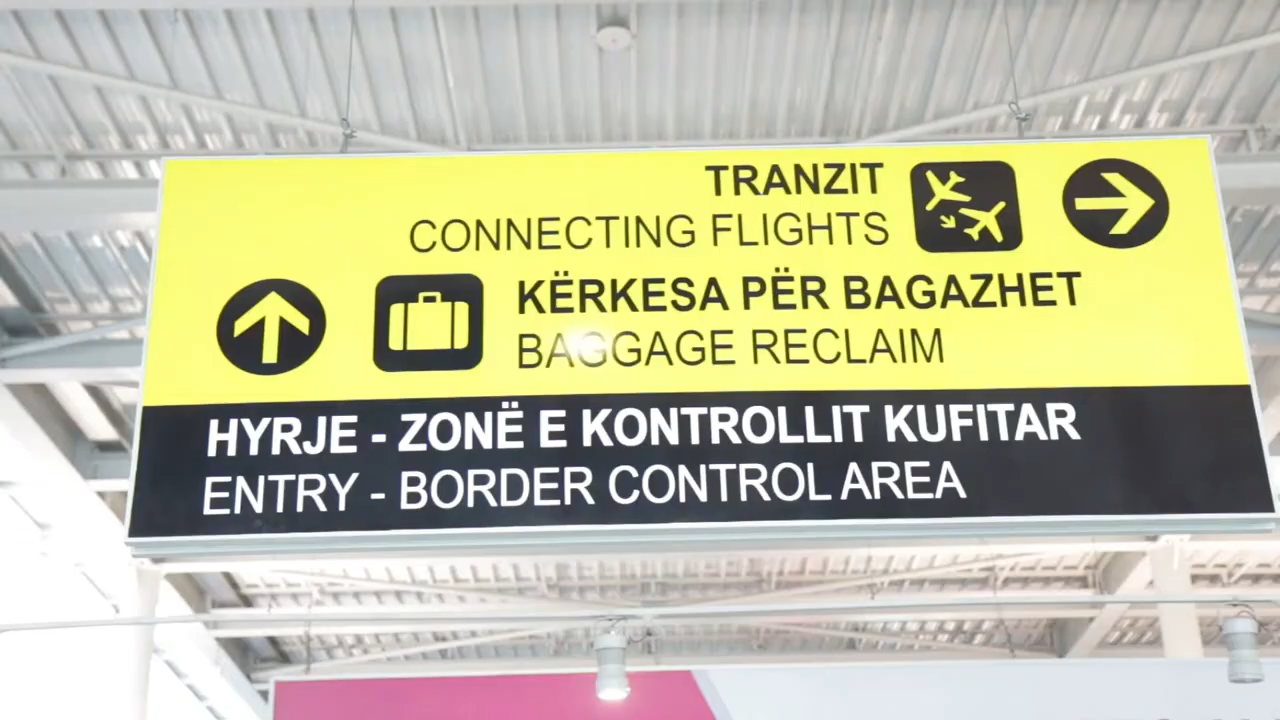 TRANZIT
CONNECTING FLIGHTS
KËRKESA PËR BAGAZHET
BAGGAGE RECLAIM
HYRJE - ZONË E KONTROLLIT KUFITAR
ENTRY - BORDER CONTROL AREA